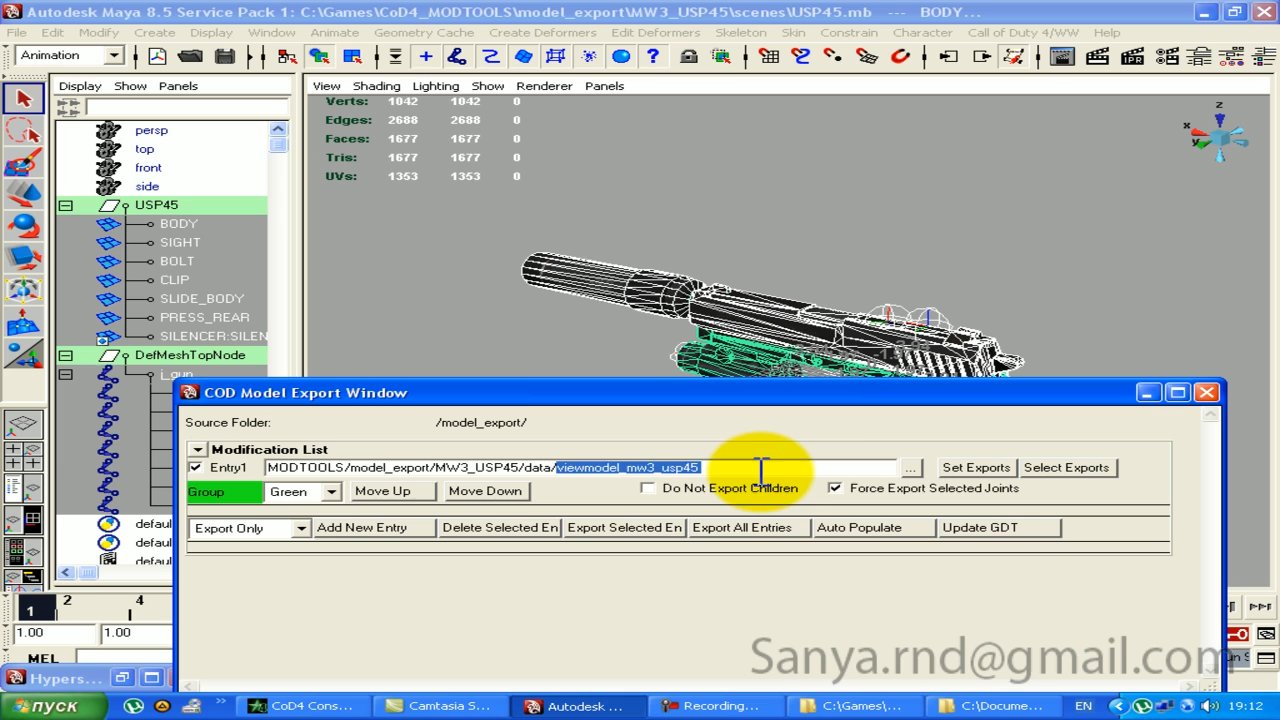 Autodesk Maya 8.5 Service Pack 1: C:\Games\CoD4_MODTOOLS\model_export\MW3_USP45\scenes\USP45.mb ---- BODY...
File Edit Modify Create Display Window Animate Geometry Cache Create Deformers Edit Deformers Skeleton Skin Constrain Character Call of Duty 4/WW Help
Animation
IPR
Display Show Panels
View Shading Lighting Show Renderer Panels
Verts: 1042 1042 0
Edges: 2688 2688 0
Faces: 1677 1677 0
Tris: 1677 1677 0
UVs: 1353 1353 0
z
x
y
persp
top
front
side
USP45
BODY
SIGHT
BOLT
CLIP
SLIDE_BODY
PRESS_REAR
SILENCER:SILEN
DefMeshTopNode
j_gun
COD Model Export Window
Source Folder: /model_export/
Modification List
Entry1 MODTOOLS/model_export/MW3_USP45/data/viewmodel_mw3_usp45 ... Set Exports Select Exports
Group Green Move Up Move Down Do Not Export Children Force Export Selected Joints
Export Only Add New Entry Delete Selected En Export Selected En Export All Entries Auto Populate Update GDT
defau
defau
defau
1 2 4
1.00 1.00
MEL
Sanya.rnd@gmail.com
Hypers...
пуск
CoD4 Cons... Camtasia S... Autodesk ... Recording... C:\Games\... C:\Docume... EN 19:12